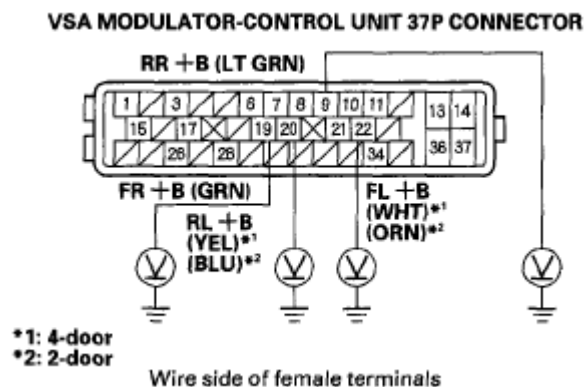 VSA MODULATOR-CONTROL UNIT 37P CONNECTOR
RR +B (LT GRN)
1 3 6 7 8 9 10 11 13 14
15 17 19 20 21 22
26 28 34 36 37
FR +B (GRN)
RL +B
(YEL)*1
(BLU)*2
FL +B
(WHT)*1
(ORN)*2
V V V V
*1: 4-door
*2: 2-door
Wire side of female terminals